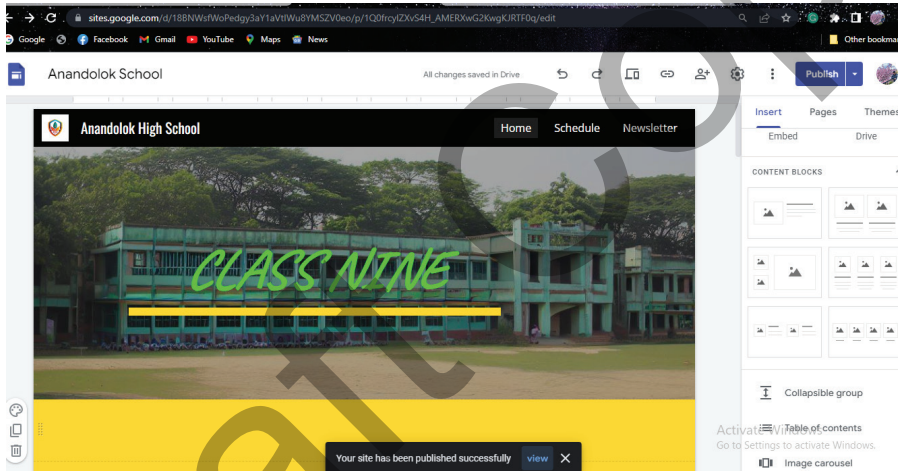 sites.google.com/d/18BNWsfWoPedgy3aY1aVtIWu8YMSZV0eo/p/1Q0frcylZXvS4H_AMERXwG2KwgKJRTF0q/edit
Google Facebook Gmail YouTube Maps News Other bookmar
Anandolok School All changes saved in Drive Publish
Insert Pages Themes
Anandolok High School Home Schedule Newsletter
Embed Drive
CONTENT BLOCKS
CLASS NINE
Collapsible group
Table of contents
Activate Windows
Go to Settings to activate Windows.
Your site has been published successfully view
Image carousel